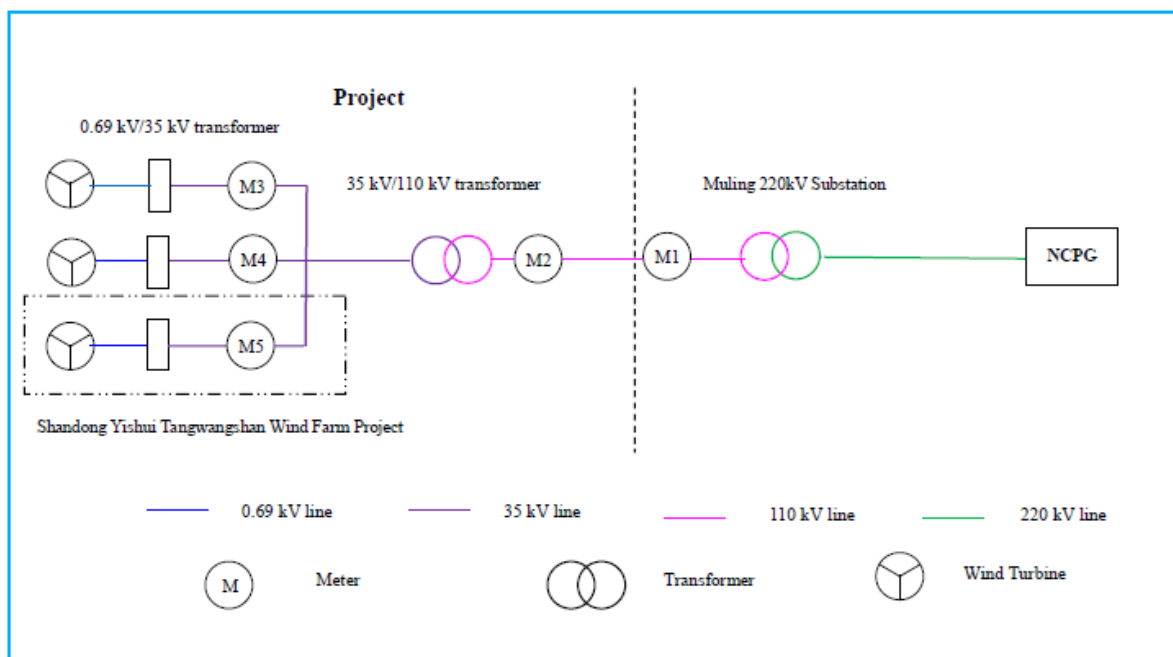 Project
0.69 kV/35 kV transformer
M3
35 kV/110 kV transformer
Muling 220kV Substation
M4
M2
M1
NCPG
M5
Shandong Yishui Tangwangshan Wind Farm Project
0.69 kV line
35 kV line
110 kV line
220 kV line
M
Meter
Transformer
Wind Turbine